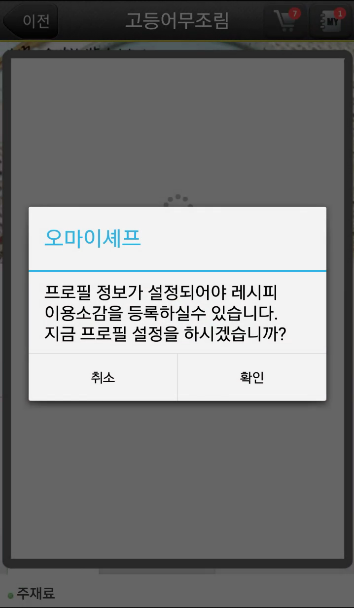 이전
고등어무조림
7
MY
1
오마이셰프
프로필 정보가 설정되어야 레시피
이용소감을 등록하실수 있습니다.
지금 프로필 설정을 하시겠습니까?
취소
확인
주재료